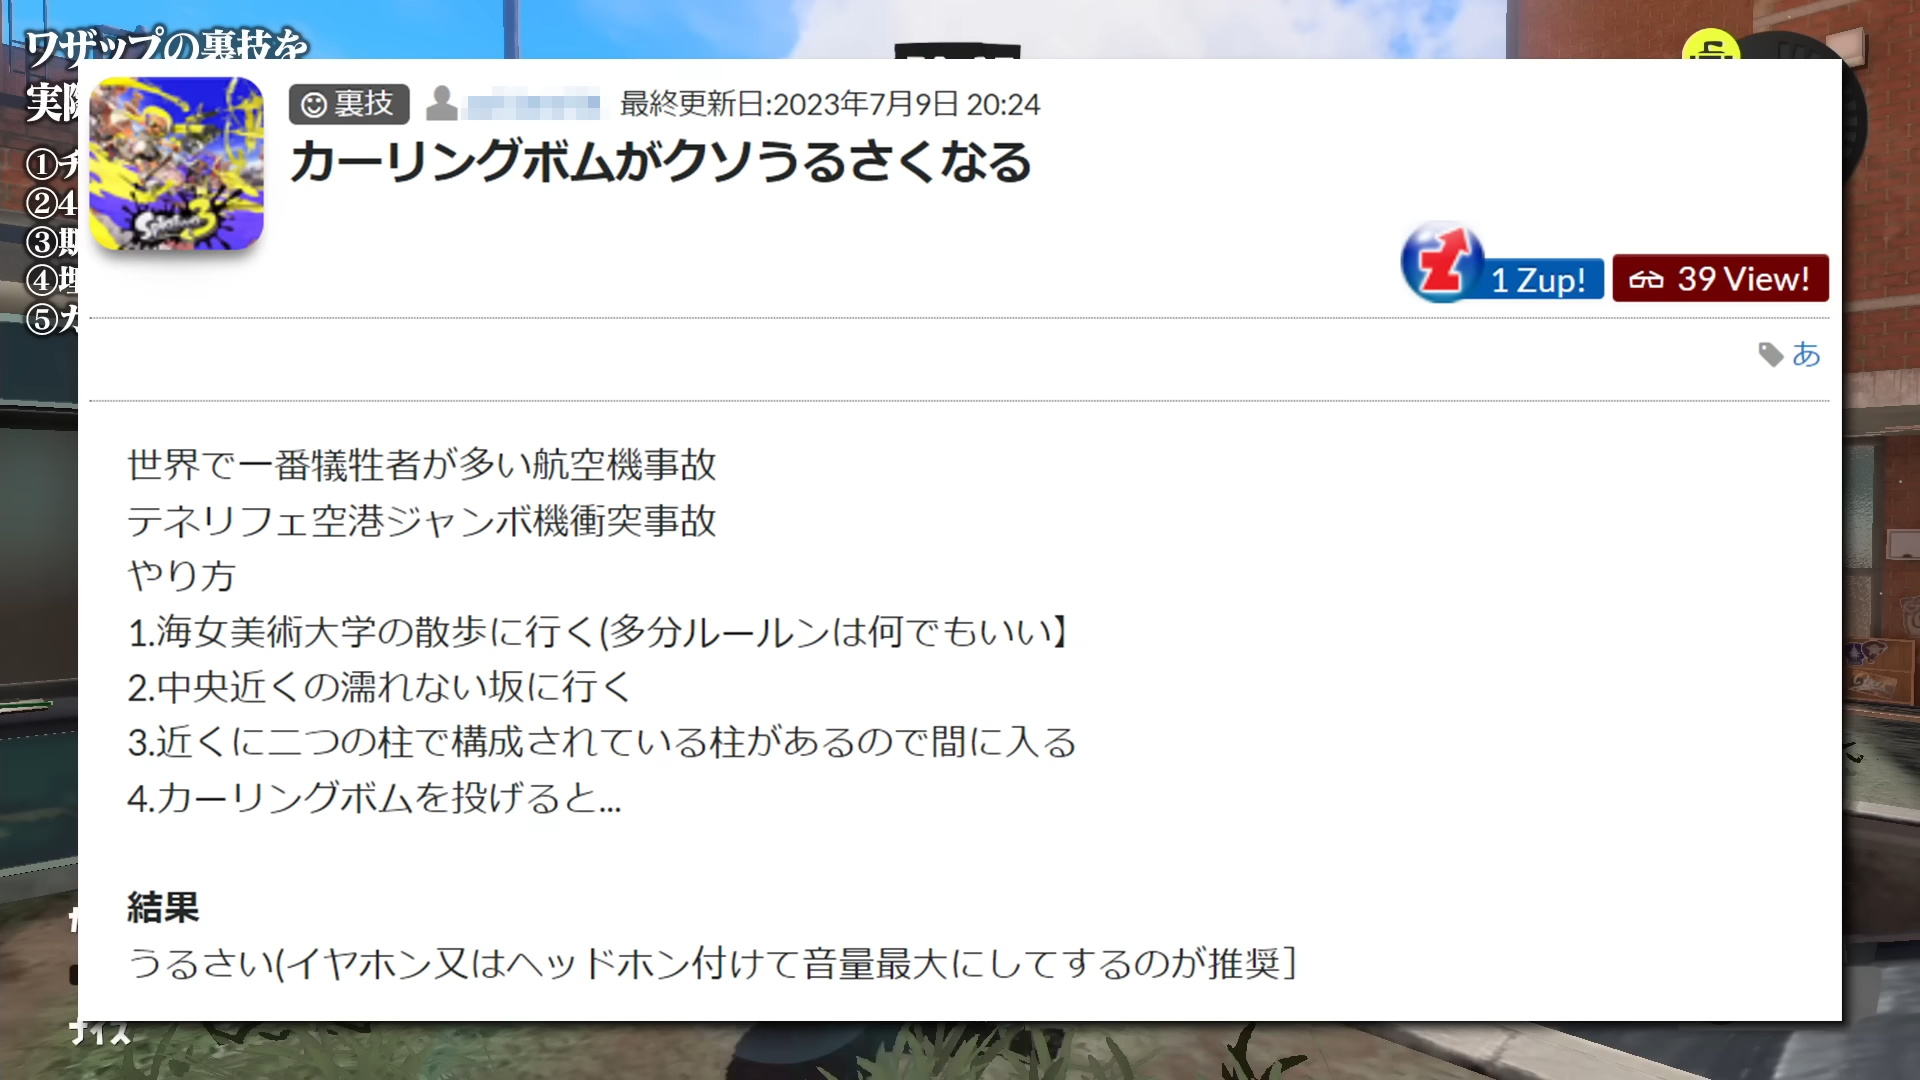 ワザップの裏技を
実際
①チ
②4
③期
④埋
⑤カ
裏技 最終更新日:2023年7月9日 20:24
カーリングボムがクソうるさくなる
Splatoon 3
1 Zup! 39 View!
あ
世界で一番犠牲者が多い航空機事故
テネリフェ空港ジャンボ機衝突事故
やり方
1.海女美術大学の散歩に行く(多分ルールンは何でもいい】
2.中央近くの濡れない坂に行く
3.近くに二つの柱で構成されている柱があるので間に入る
4.カーリングボムを投げると...
結果
うるさい(イヤホン又はヘッドホン付けて音量最大にしてするのが推奨］
ナイス